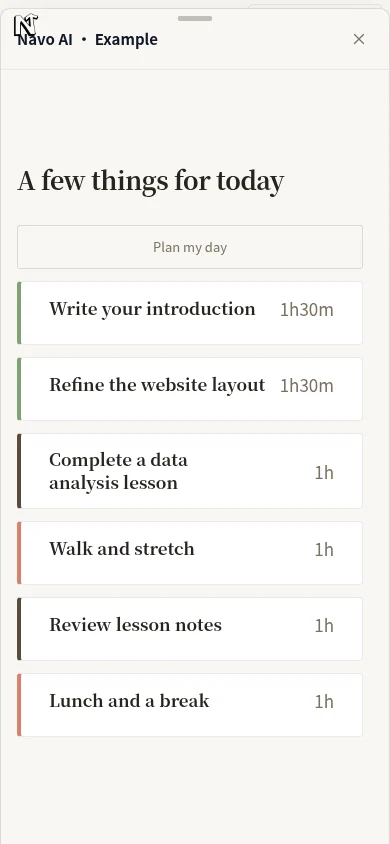 Navo AI • Example
A few things for today
Plan my day
Write your introduction 1h30m
Refine the website layout 1h30m
Complete a data
analysis lesson 1h
Walk and stretch 1h
Review lesson notes 1h
Lunch and a break 1h